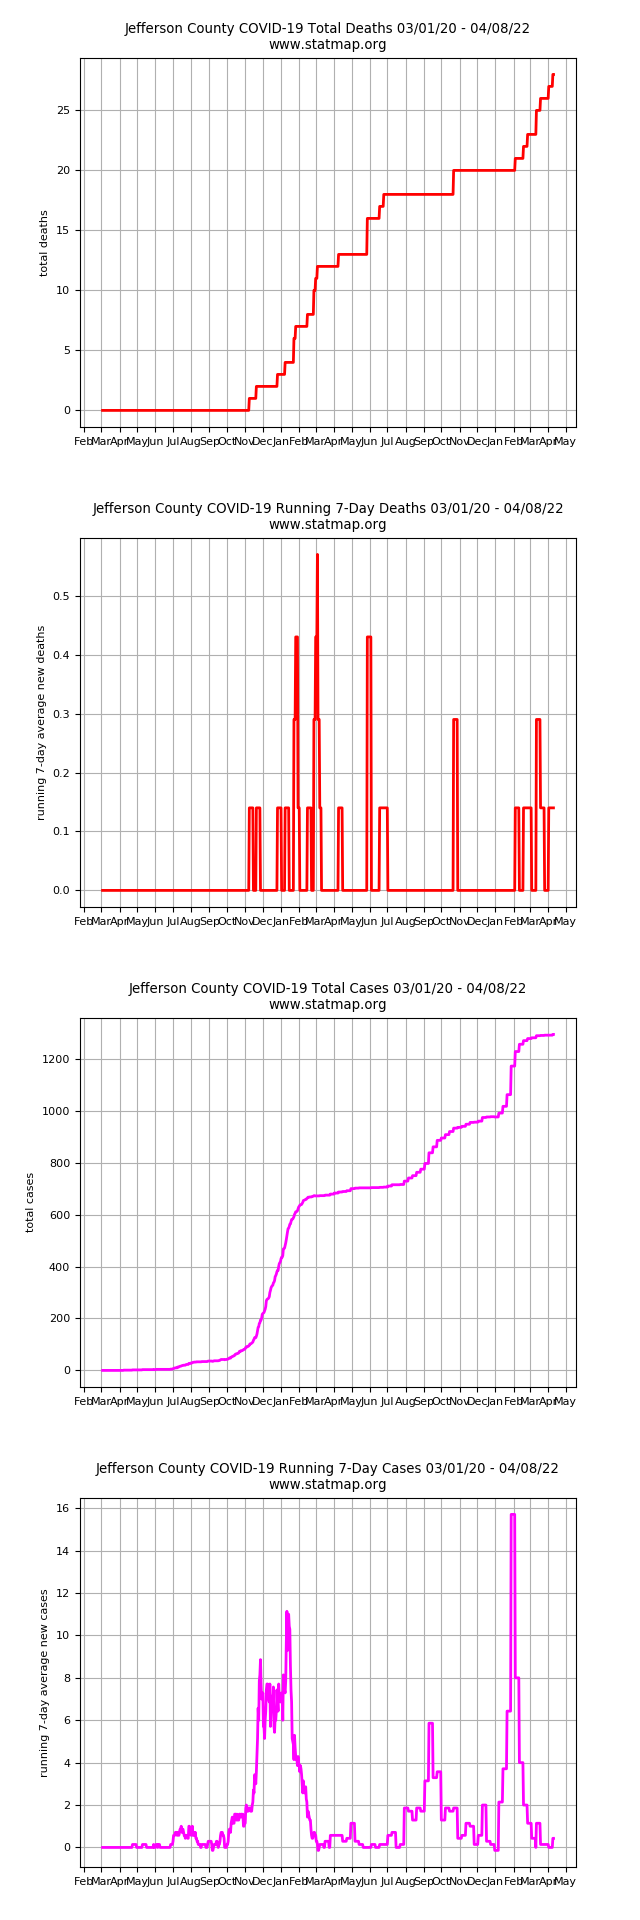 Jefferson County COVID-19 Total Deaths 03/01/20 - 04/08/22
www.statmap.org
25
20
15
10
5
0
total deaths
Feb Mar Apr May Jun Jul Aug Sep Oct Nov Dec Jan Feb Mar Apr May Jun Jul Aug Sep Oct Nov Dec Jan Feb Mar Apr May
Jefferson County COVID-19 Running 7-Day Deaths 03/01/20 - 04/08/22
www.statmap.org
0.5
0.4
0.3
0.2
0.1
0.0
running 7-day average new deaths
Feb Mar Apr May Jun Jul Aug Sep Oct Nov Dec Jan Feb Mar Apr May Jun Jul Aug Sep Oct Nov Dec Jan Feb Mar Apr May
Jefferson County COVID-19 Total Cases 03/01/20 - 04/08/22
www.statmap.org
1200
1000
800
600
400
200
0
total cases
Feb Mar Apr May Jun Jul Aug Sep Oct Nov Dec Jan Feb Mar Apr May Jun Jul Aug Sep Oct Nov Dec Jan Feb Mar Apr May
Jefferson County COVID-19 Running 7-Day Cases 03/01/20 - 04/08/22
www.statmap.org
16
14
12
10
8
6
4
2
0
running 7-day average new cases
Feb Mar Apr May Jun Jul Aug Sep Oct Nov Dec Jan Feb Mar Apr May Jun Jul Aug Sep Oct Nov Dec Jan Feb Mar Apr May